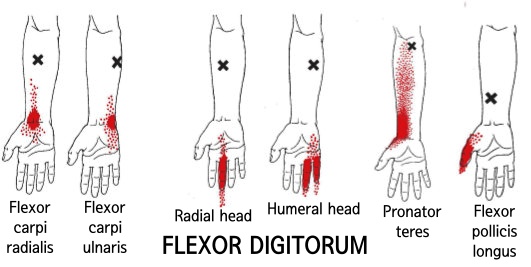 Flexor
carpi
radialis
Flexor
carpi
ulnaris
Radial head
Humeral head
FLEXOR DIGITORUM
Pronator
teres
Flexor
pollicis
longus